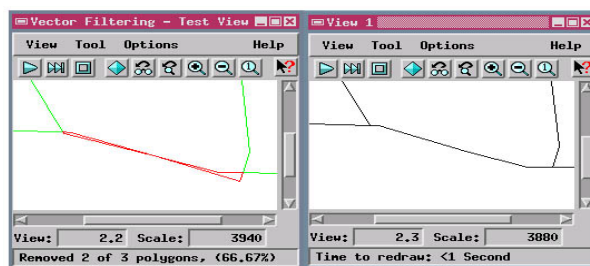 Vector Filtering - Test View
View Tool Options Help
View: 2.2 Scale: 3940
Removed 2 of 3 polygons, (66.67%)
View 1
View Tool Options Help
View: 2.3 Scale: 3880
Time to redraw: <1 Second